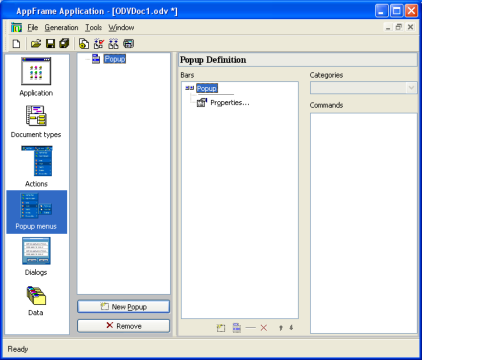 AppFrame Application - [ODVDoc1.odv *]
File Generation Tools Window
Popup
Popup Definition
Bars
Categories
Popup
Properties...
Commands
Application
Document types
Actions
Popup menus
Dialogs
Data
New Popup
Remove
Ready